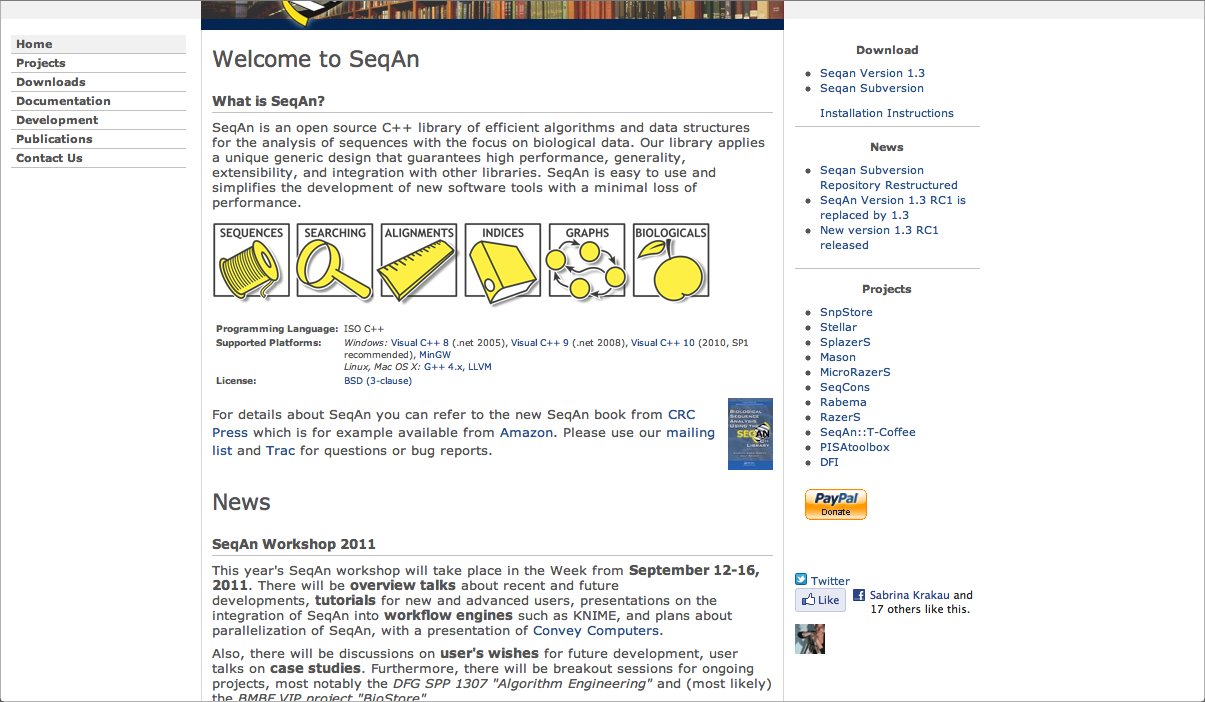 Home
Projects
Downloads
Documentation
Development
Publications
Contact Us
Welcome to SeqAn
What is SeqAn?
SeqAn is an open source C++ library of efficient algorithms and data structures
for the analysis of sequences with the focus on biological data. Our library applies
a unique generic design that guarantees high performance, generality,
extensibility, and integration with other libraries. SeqAn is easy to use and
simplifies the development of new software tools with a minimal loss of
performance.
SEQUENCES SEARCHING ALIGNMENTS INDICES GRAPHS BIOLOGICALS
Programming Language: ISO C++
Supported Platforms: Windows: Visual C++ 8 (.net 2005), Visual C++ 9 (.net 2008), Visual C++ 10 (2010, SP1
recommended), MinGW
Linux, Mac OS X: G++ 4.x, LLVM
License: BSD (3-clause)
For details about SeqAn you can refer to the new SeqAn book from CRC
Press which is for example available from Amazon. Please use our mailing
list and Trac for questions or bug reports.
BIOLOGICAL
SEQUENCE
ANALYSIS
USING THE
SEQAN
LIBRARY
News
SeqAn Workshop 2011
This year's SeqAn workshop will take place in the Week from September 12-16,
2011. There will be overview talks about recent and future
developments, tutorials for new and advanced users, presentations on the
integration of SeqAn into workflow engines such as KNIME, and plans about
parallelization of SeqAn, with a presentation of Convey Computers.
Also, there will be discussions on user's wishes for future development, user
talks on case studies. Furthermore, there will be breakout sessions for ongoing
projects, most notably the DFG SPP 1307 "Algorithm Engineering" and (most likely)
the BMBF VIP project "BioStore"
Download
Seqan Version 1.3
Seqan Subversion
Installation Instructions
News
Seqan Subversion
Repository Restructured
SeqAn Version 1.3 RC1 is
replaced by 1.3
New version 1.3 RC1
released
Projects
SnpStore
Stellar
SplazerS
Mason
MicroRazerS
SeqCons
Rabema
RazerS
SeqAn::T-Coffee
PISAtoolbox
DFI
PayPal
Donate
Twitter
Like
Sabrina Krakau and
17 others like this.